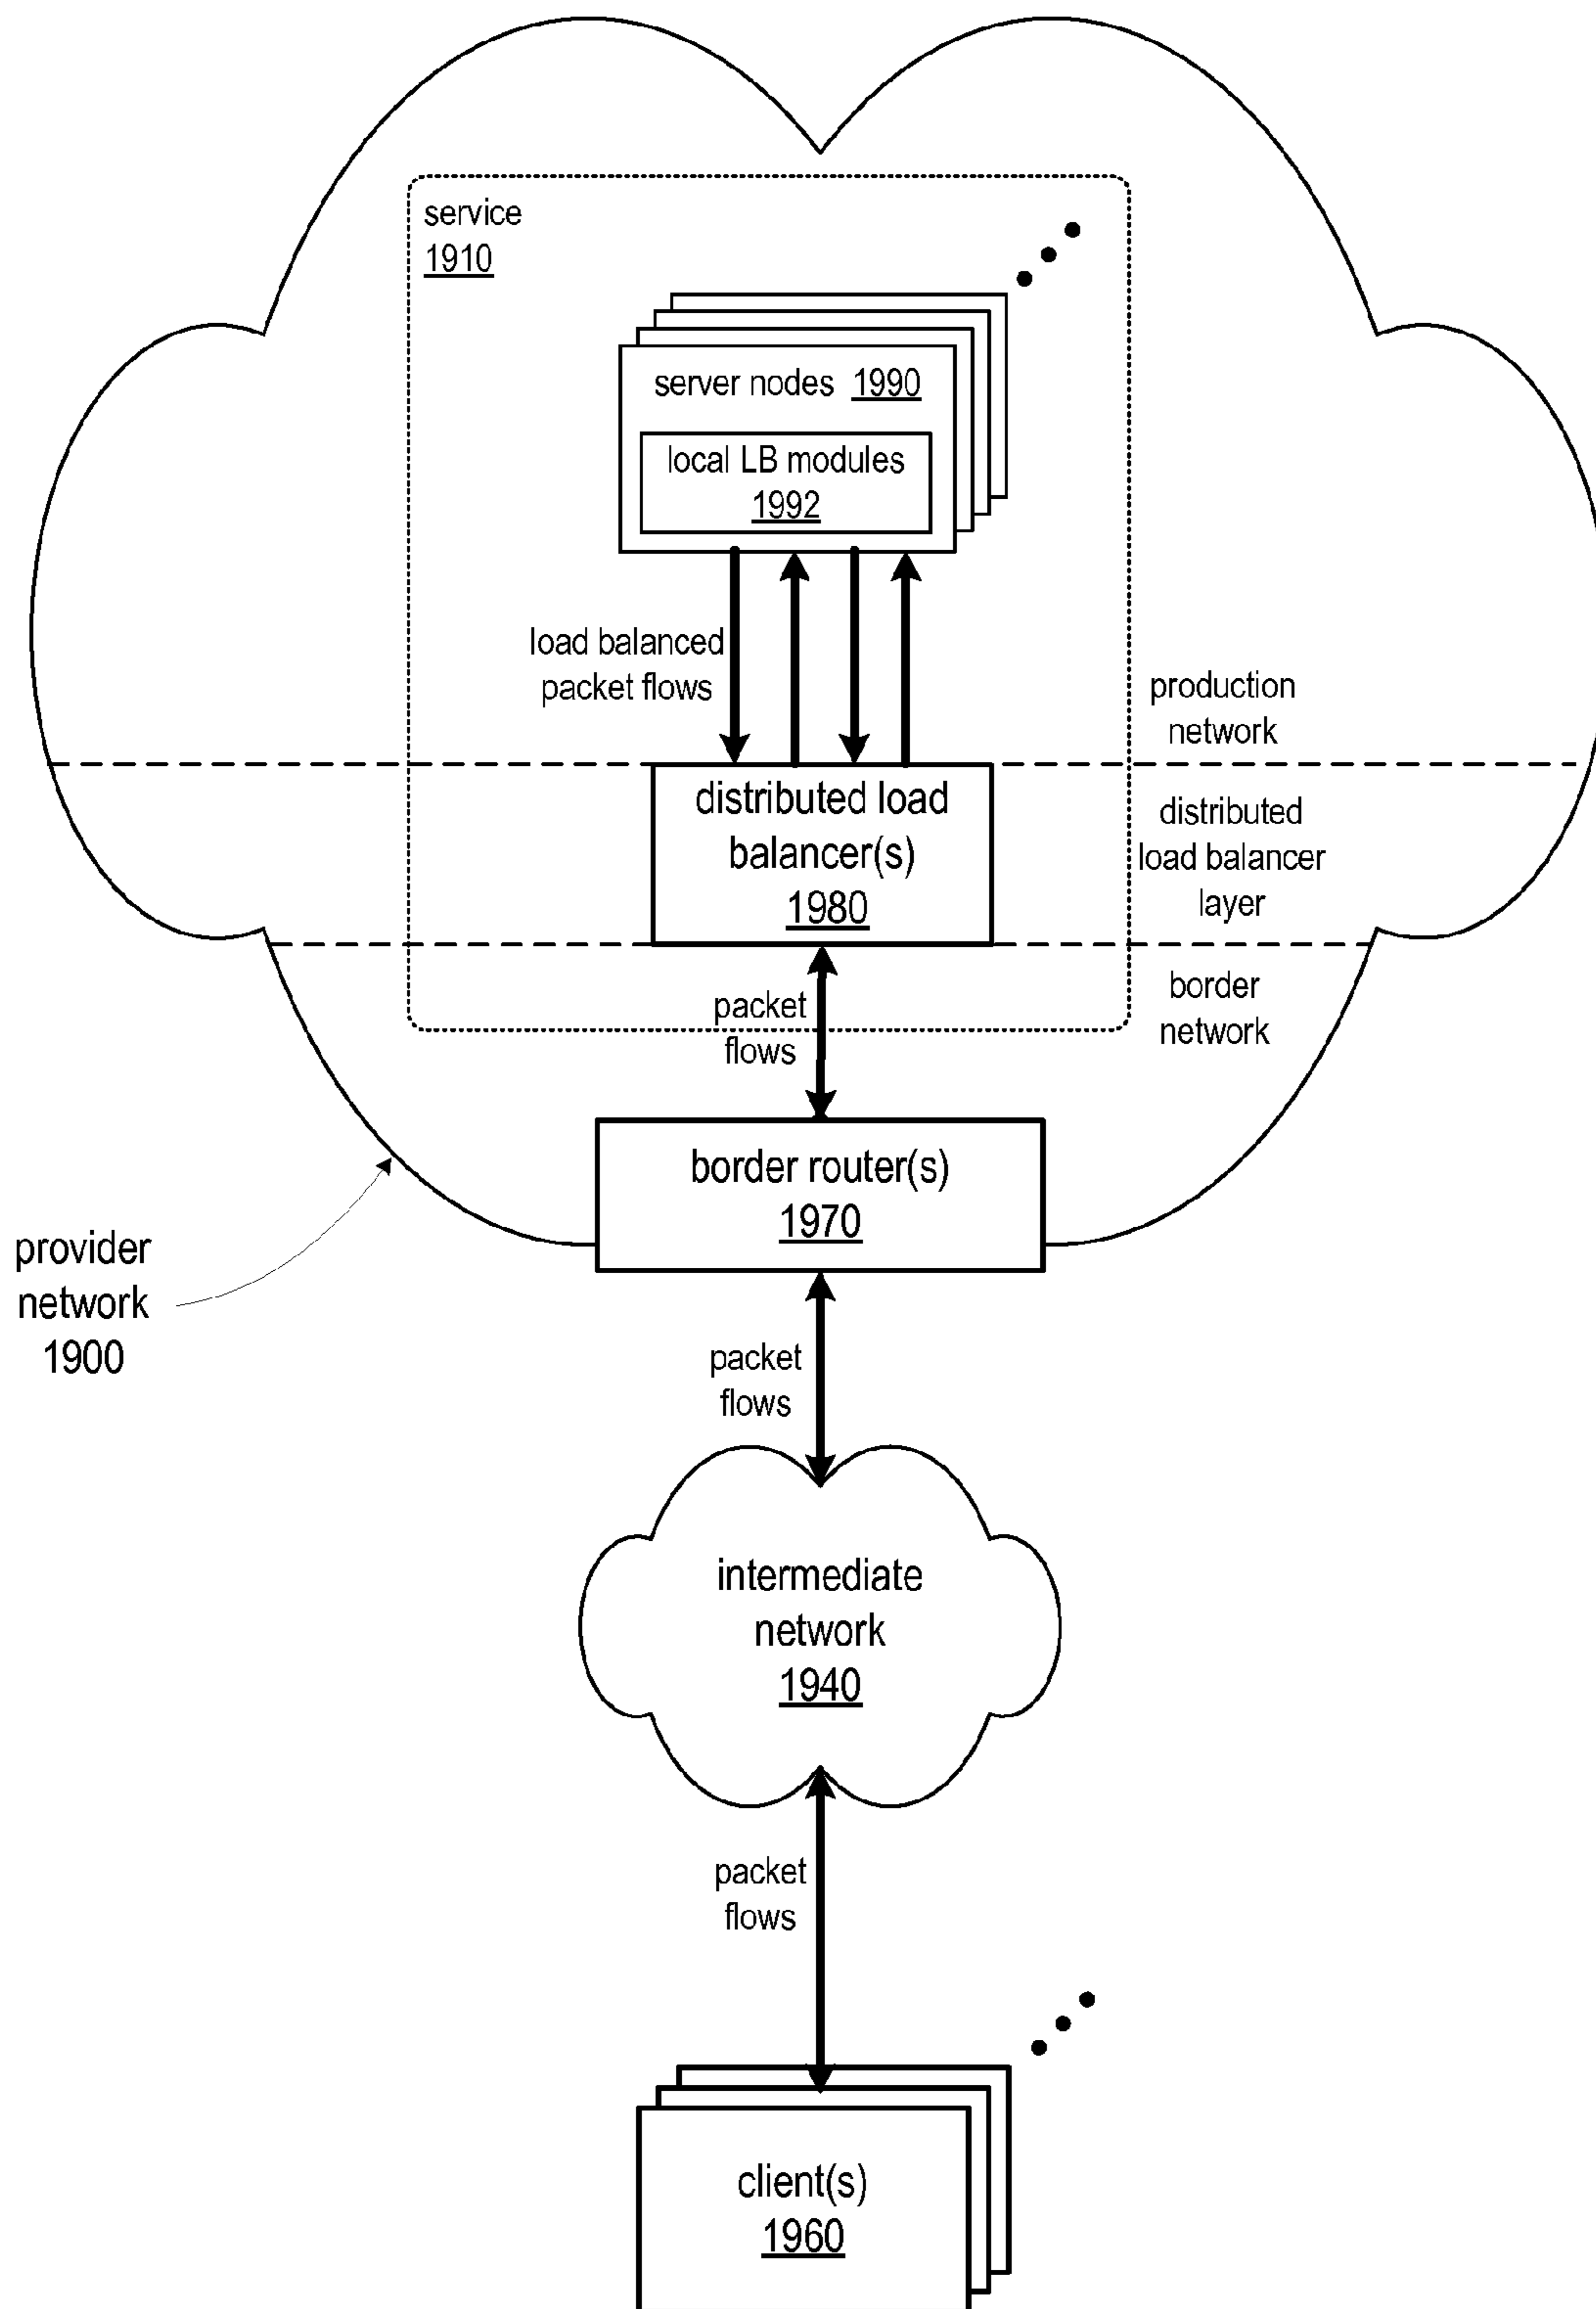 service
1910
server nodes 1990
local LB modules
1992
load balanced
packet flows
production
network
distributed load
balancer(s)
1980
distributed
load balancer
layer
border
network
packet
flows
border router(s)
1970
provider
network
1900
packet
flows
intermediate
network
1940
packet
flows
client(s)
1960